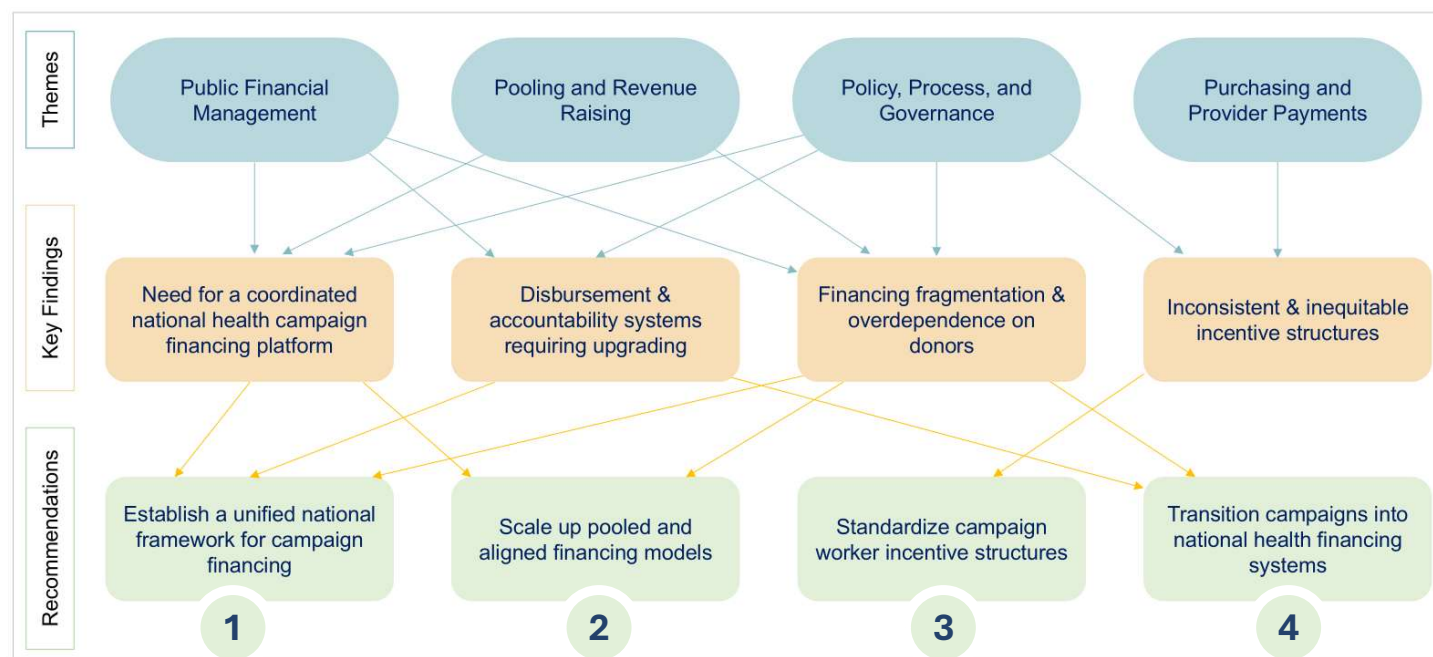 Themes
Public Financial
Management
Pooling and Revenue
Raising
Policy, Process, and
Governance
Purchasing and
Provider Payments
Key Findings
Need for a coordinated
national health campaign
financing platform
Disbursement &
accountability systems
requiring upgrading
Financing fragmentation &
overdependence on
donors
Inconsistent & inequitable
incentive structures
Recommendations
Establish a unified national
framework for campaign
financing
Scale up pooled and
aligned financing models
Standardize campaign
worker incentive structures
Transition campaigns into
national health financing
systems
1
2
3
4